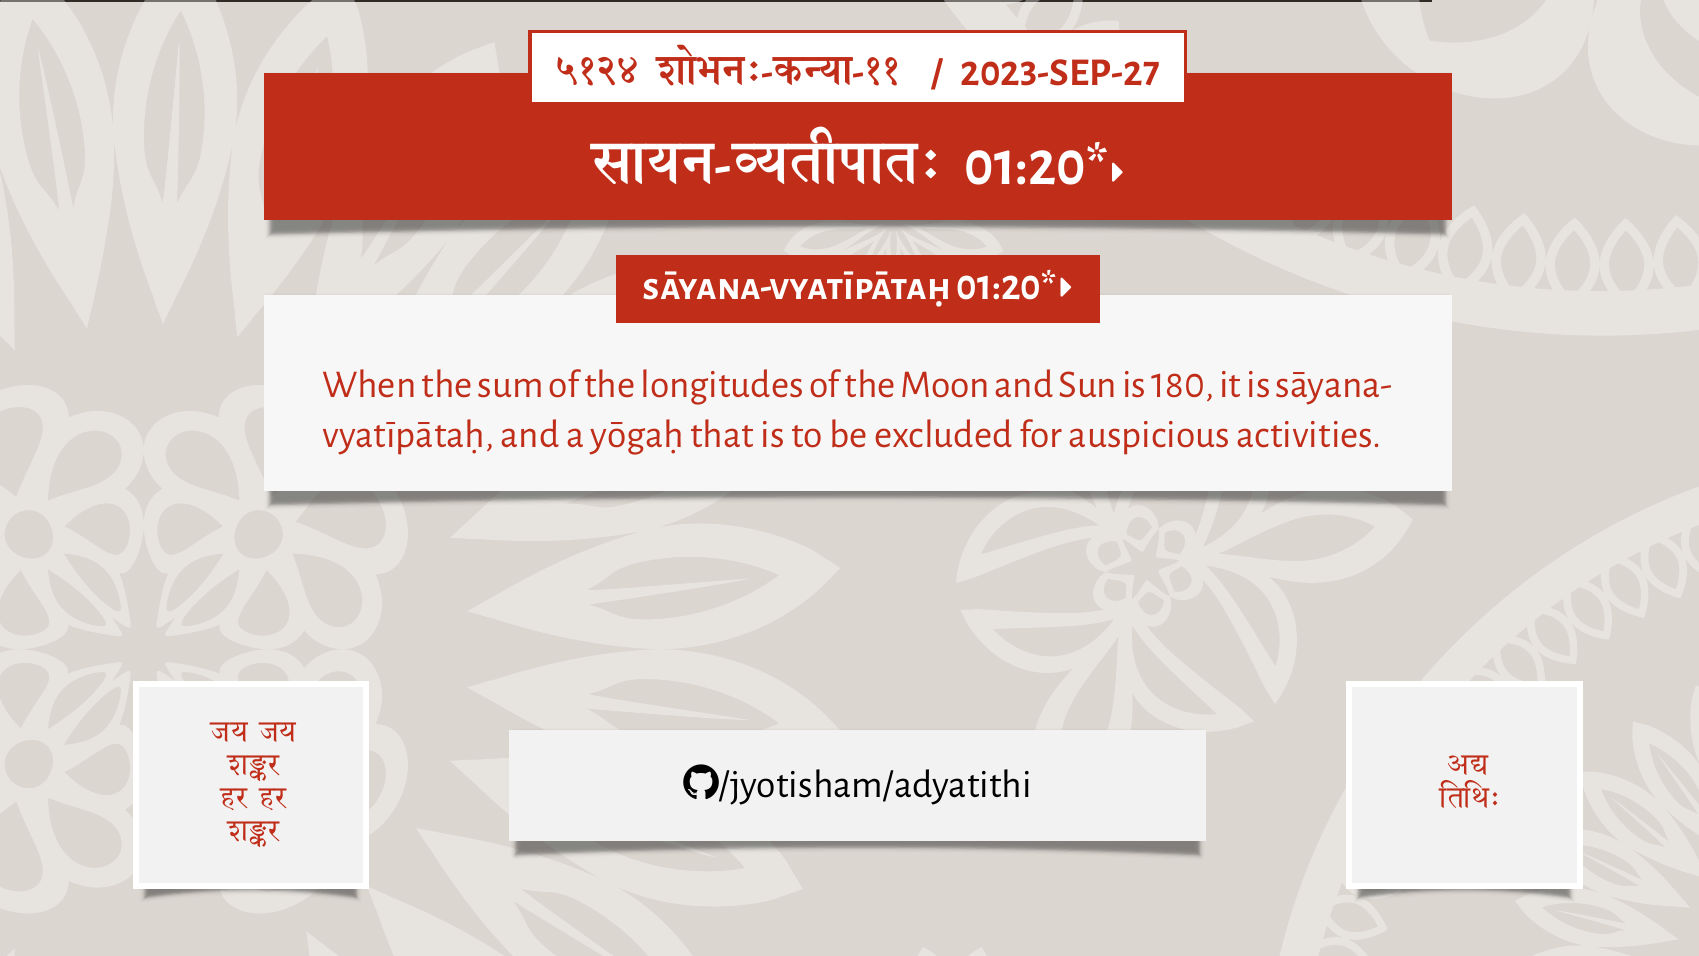 ५१२४ शोभनः-कन्या-११ / 2023-SEP-27
सायन-व्यतीपातः 01:20*▸
SĀYANA-VYATĪPĀTAḤ 01:20*▸
When the sum of the longitudes of the Moon and Sun is 180, it is sāyana-
vyatīpātaḥ, and a yōgaḥ that is to be excluded for auspicious activities.
जय जय
शङ्कर
हर हर
शङ्कर
/jyotisham/adyatithi
अद्य
तिथिः